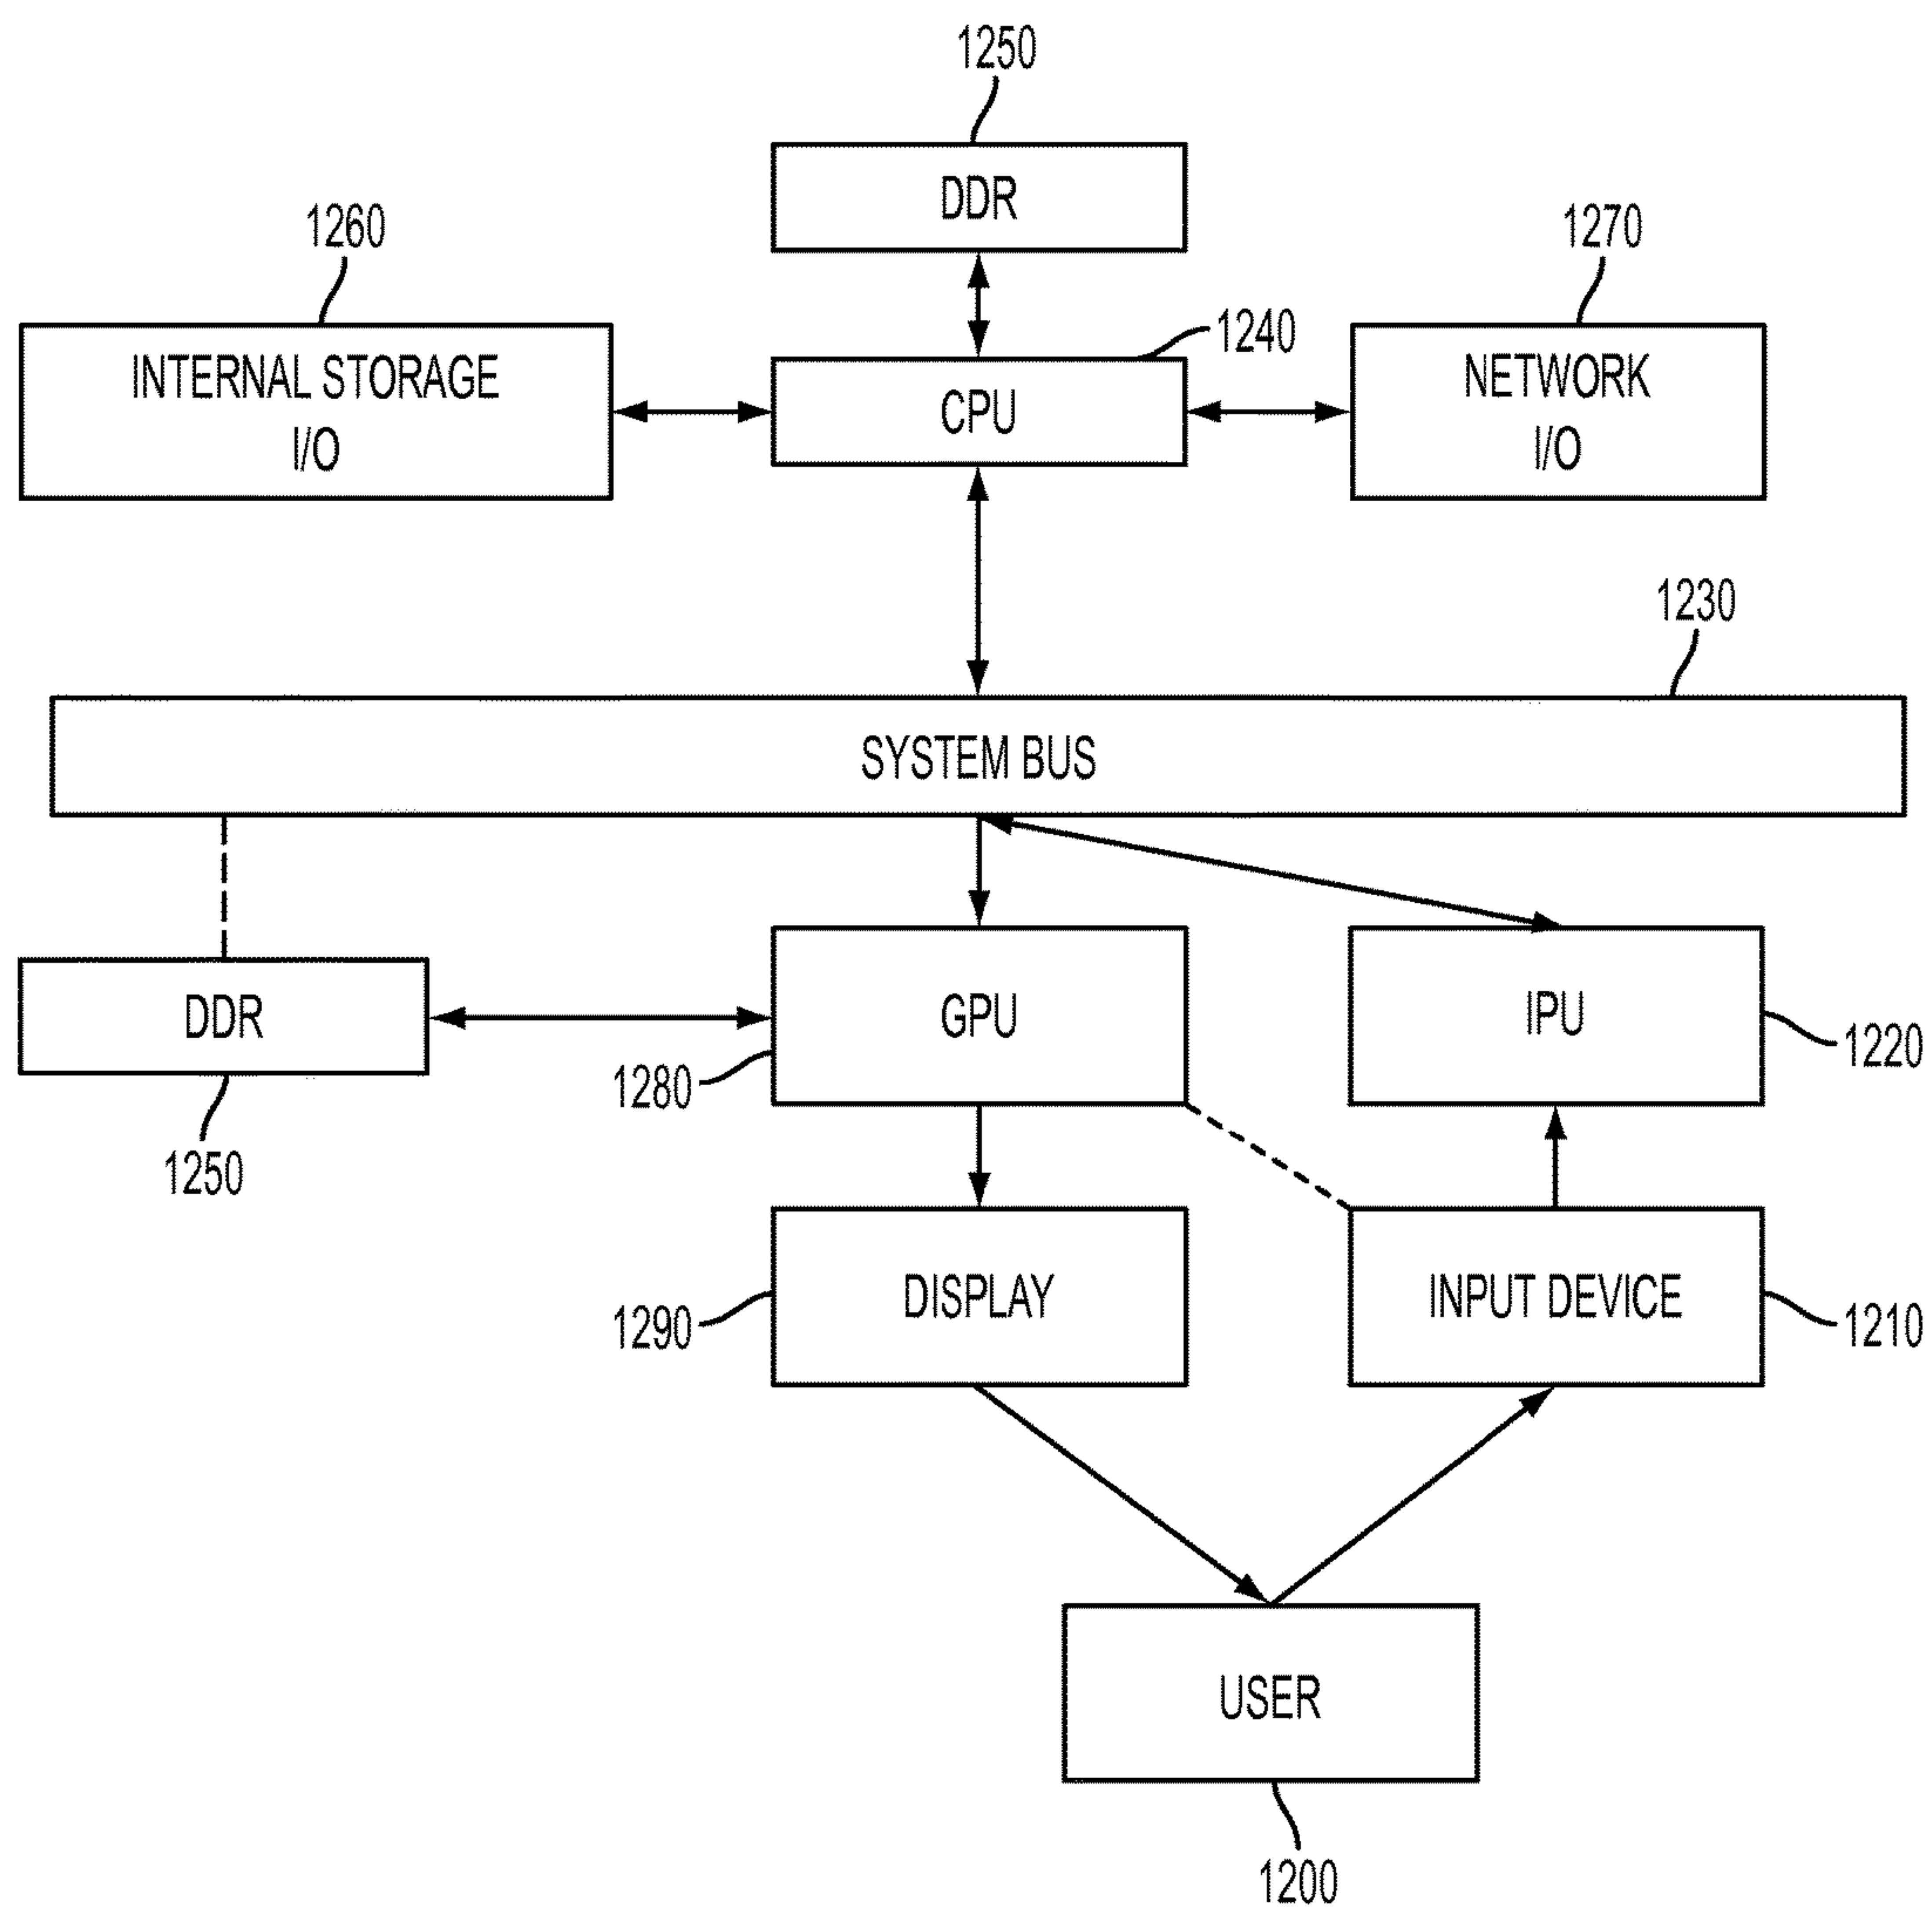 1250
DDR
1260
1270
1240
INTERNAL STORAGE
I/O
CPU
NETWORK
I/O
1230
SYSTEM BUS
DDR
GPU
IPU
1280
1220
1250
DISPLAY
INPUT DEVICE
1290
1210
USER
1200